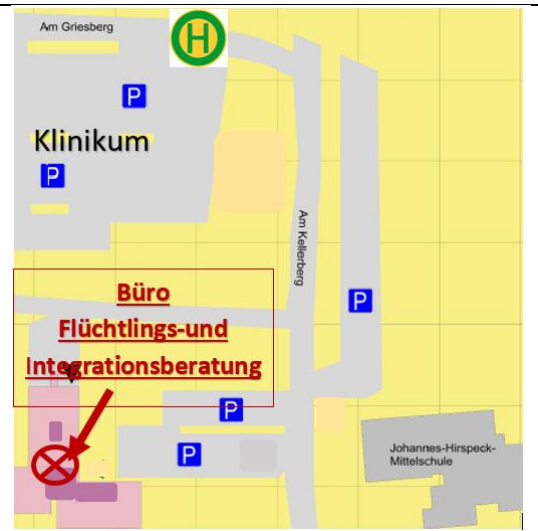 Am Griesberg
H
P
Klinikum
P
Am Kellerberg
Büro
Flüchtlings-und
Integrationsberatung
P
P
P
Johannes-Hirspeck-
Mittelschule